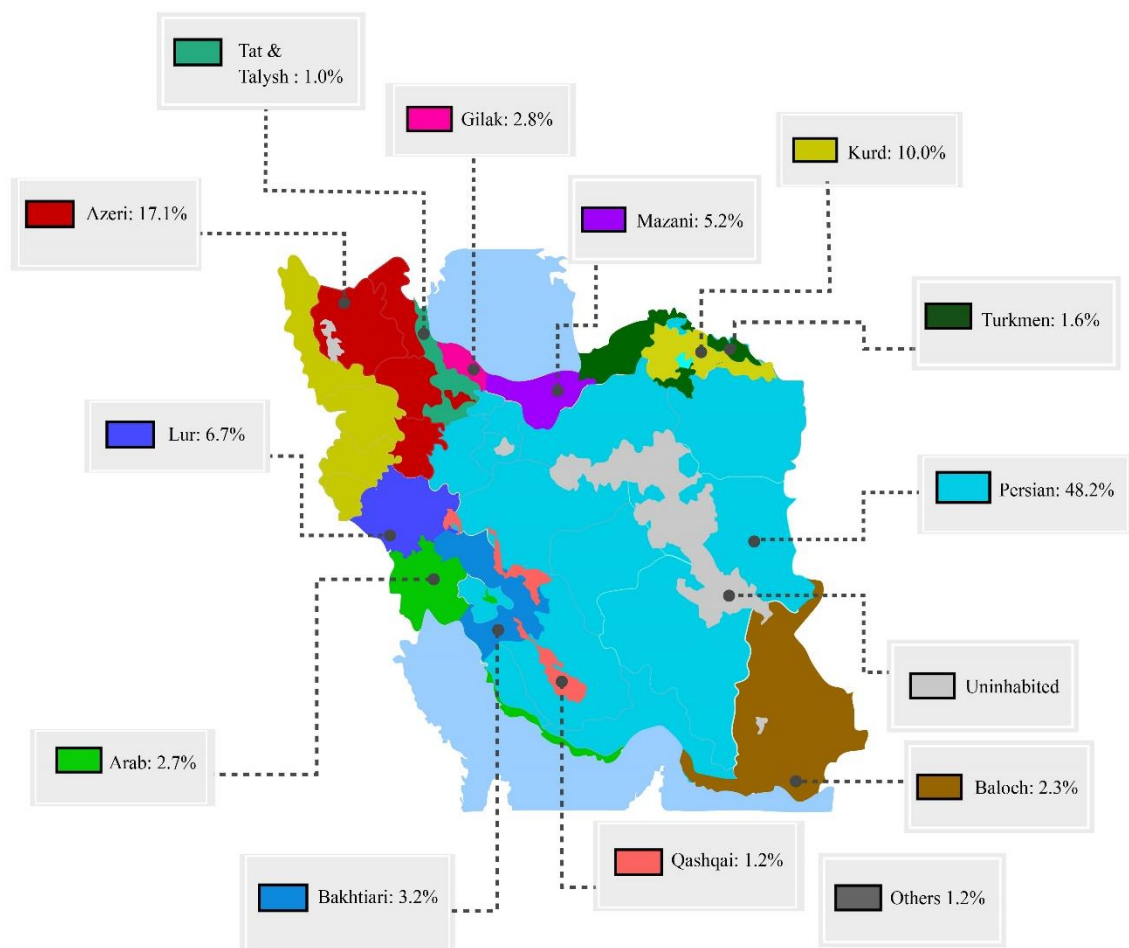 Tat &
Talysh : 1.0%
Gilak: 2.8%
Kurd: 10.0%
Azeri: 17.1%
Mazani: 5.2%
Turkmen: 1.6%
Lur: 6.7%
Persian: 48.2%
Uninhabited
Arab: 2.7%
Baloch: 2.3%
Qashqai: 1.2%
Bakhtiari: 3.2%
Others 1.2%